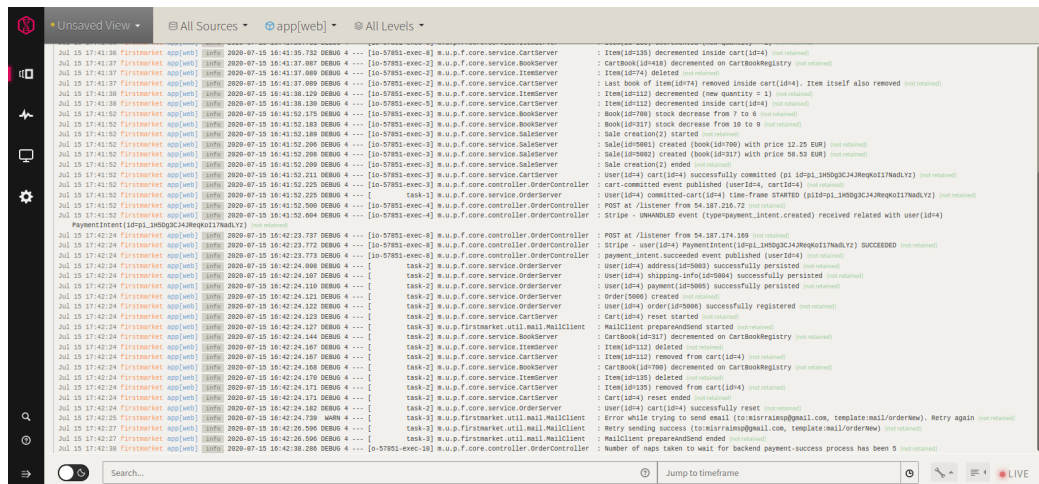 • Unsaved View
All Sources
app[web]
All Levels
Jul 15 17:41:36 firstmarket app[web] info 2020-07-15 16:41:35.732 DEBUG 4 --- [io-57851-exec-8] m.u.p.f.core.service.CartServer : Item(id=135) decremented inside cart(id=4) (not retained)
Jul 15 17:41:37 firstmarket app[web] info 2020-07-15 16:41:37.087 DEBUG 4 --- [io-57851-exec-2] m.u.p.f.core.service.BookServer : CartBook(id=418) decremented on CartBookRegistry (not retained)
Jul 15 17:41:37 firstmarket app[web] info 2020-07-15 16:41:37.089 DEBUG 4 --- [io-57851-exec-2] m.u.p.f.core.service.ItemServer : Item(id=74) deleted (not retained)
Jul 15 17:41:37 firstmarket app[web] info 2020-07-15 16:41:37.089 DEBUG 4 --- [io-57851-exec-2] m.u.p.f.core.service.CartServer : Last book of item(id=74) removed inside cart(id=4). Item itself also removed (not retained)
Jul 15 17:41:38 firstmarket app[web] info 2020-07-15 16:41:38.129 DEBUG 4 --- [io-57851-exec-5] m.u.p.f.core.service.ItemServer : Item(id=112) decremented (new quantity = 1) (not retained)
Jul 15 17:41:38 firstmarket app[web] info 2020-07-15 16:41:38.130 DEBUG 4 --- [io-57851-exec-5] m.u.p.f.core.service.CartServer : Item(id=112) decremented inside cart(id=4) (not retained)
Jul 15 17:41:52 firstmarket app[web] info 2020-07-15 16:41:52.175 DEBUG 4 --- [io-57851-exec-3] m.u.p.f.core.service.BookServer : Book(id=700) stock decrease from 7 to 6 (not retained)
Jul 15 17:41:52 firstmarket app[web] info 2020-07-15 16:41:52.183 DEBUG 4 --- [io-57851-exec-3] m.u.p.f.core.service.BookServer : Book(id=317) stock decrease from 10 to 9 (not retained)
Jul 15 17:41:52 firstmarket app[web] info 2020-07-15 16:41:52.189 DEBUG 4 --- [io-57851-exec-3] m.u.p.f.core.service.SaleServer : Sale creation(2) started (not retained)
Jul 15 17:41:52 firstmarket app[web] info 2020-07-15 16:41:52.206 DEBUG 4 --- [io-57851-exec-3] m.u.p.f.core.service.SaleServer : Sale(id=5001) created (book(id=700) with price 12.25 EUR) (not retained)
Jul 15 17:41:52 firstmarket app[web] info 2020-07-15 16:41:52.208 DEBUG 4 --- [io-57851-exec-3] m.u.p.f.core.service.SaleServer : Sale(id=5002) created (book(id=317) with price 58.53 EUR) (not retained)
Jul 15 17:41:52 firstmarket app[web] info 2020-07-15 16:41:52.209 DEBUG 4 --- [io-57851-exec-3] m.u.p.f.core.service.SaleServer : Sale creation(2) ended (not retained)
Jul 15 17:41:52 firstmarket app[web] info 2020-07-15 16:41:52.211 DEBUG 4 --- [io-57851-exec-3] m.u.p.f.core.service.CartServer : User(id=4) cart(id=4) successfully committed (pi id=pi_1H5Dg3CJ4JReqKoI17NadLYz) (not retained)
Jul 15 17:41:52 firstmarket app[web] info 2020-07-15 16:41:52.225 DEBUG 4 --- [io-57851-exec-3] m.u.p.f.core.controller.OrderController : cart-committed event published (userId=4, cartId=4) (not retained)
Jul 15 17:41:52 firstmarket app[web] info 2020-07-15 16:41:52.225 DEBUG 4 --- [ task-1] m.u.p.f.core.service.OrderServer : User(id=4) committed-cart(id=4) time-frame STARTED (piId=pi_1H5Dg3CJ4JReqKoI17NadLYz) (not retained)
Jul 15 17:41:52 firstmarket app[web] info 2020-07-15 16:41:52.500 DEBUG 4 --- [io-57851-exec-4] m.u.p.f.core.controller.OrderController : POST at /listener from 54.187.216.72 (not retained)
Jul 15 17:41:52 firstmarket app[web] info 2020-07-15 16:41:52.604 DEBUG 4 --- [io-57851-exec-4] m.u.p.f.core.controller.OrderController : Stripe - UNHANDLED event (type=payment_intent.created) received related with user(id=4)
PaymentIntent(id=pi_1H5Dg3CJ4JReqKoI17NadLYz) (not retained)
Jul 15 17:42:24 firstmarket app[web] info 2020-07-15 16:42:23.737 DEBUG 4 --- [io-57851-exec-8] m.u.p.f.core.controller.OrderController : POST at /listener from 54.187.174.169 (not retained)
Jul 15 17:42:24 firstmarket app[web] info 2020-07-15 16:42:23.772 DEBUG 4 --- [io-57851-exec-8] m.u.p.f.core.controller.OrderController : Stripe - user(id=4) PaymentIntent(id=pi_1H5Dg3CJ4JReqKoI17NadLYz) SUCCEEDED (not retained)
Jul 15 17:42:24 firstmarket app[web] info 2020-07-15 16:42:23.773 DEBUG 4 --- [io-57851-exec-8] m.u.p.f.core.controller.OrderController : payment_intent.succeeded event published (userId=4) (not retained)
Jul 15 17:42:24 firstmarket app[web] info 2020-07-15 16:42:24.098 DEBUG 4 --- [ task-2] m.u.p.f.core.service.OrderServer : User(id=4) address(id=5003) successfully persisted (not retained)
Jul 15 17:42:24 firstmarket app[web] info 2020-07-15 16:42:24.107 DEBUG 4 --- [ task-2] m.u.p.f.core.service.OrderServer : User(id=4) shipping-info(id=5004) successfully persisted (not retained)
Jul 15 17:42:24 firstmarket app[web] info 2020-07-15 16:42:24.110 DEBUG 4 --- [ task-2] m.u.p.f.core.service.OrderServer : User(id=4) payment(id=5005) successfully persisted (not retained)
Jul 15 17:42:24 firstmarket app[web] info 2020-07-15 16:42:24.121 DEBUG 4 --- [ task-2] m.u.p.f.core.service.OrderServer : Order(5006) created (not retained)
Jul 15 17:42:24 firstmarket app[web] info 2020-07-15 16:42:24.122 DEBUG 4 --- [ task-2] m.u.p.f.core.service.OrderServer : User(id=4) order(id=5006) successfully registered (not retained)
Jul 15 17:42:24 firstmarket app[web] info 2020-07-15 16:42:24.123 DEBUG 4 --- [ task-2] m.u.p.f.core.service.CartServer : Cart(id=4) reset started (not retained)
Jul 15 17:42:24 firstmarket app[web] info 2020-07-15 16:42:24.127 DEBUG 4 --- [ task-3] m.u.p.firstmarket.util.mail.MailClient : MailClient prepareAndSend started (not retained)
Jul 15 17:42:24 firstmarket app[web] info 2020-07-15 16:42:24.144 DEBUG 4 --- [ task-2] m.u.p.f.core.service.BookServer : CartBook(id=317) decremented on CartBookRegistry (not retained)
Jul 15 17:42:24 firstmarket app[web] info 2020-07-15 16:42:24.167 DEBUG 4 --- [ task-2] m.u.p.f.core.service.ItemServer : Item(id=112) deleted (not retained)
Jul 15 17:42:24 firstmarket app[web] info 2020-07-15 16:42:24.167 DEBUG 4 --- [ task-2] m.u.p.f.core.service.CartServer : Item(id=112) removed from cart(id=4) (not retained)
Jul 15 17:42:24 firstmarket app[web] info 2020-07-15 16:42:24.168 DEBUG 4 --- [ task-2] m.u.p.f.core.service.BookServer : CartBook(id=700) decremented on CartBookRegistry (not retained)
Jul 15 17:42:24 firstmarket app[web] info 2020-07-15 16:42:24.170 DEBUG 4 --- [ task-2] m.u.p.f.core.service.ItemServer : Item(id=135) deleted (not retained)
Jul 15 17:42:24 firstmarket app[web] info 2020-07-15 16:42:24.171 DEBUG 4 --- [ task-2] m.u.p.f.core.service.CartServer : Item(id=135) removed from cart(id=4) (not retained)
Jul 15 17:42:24 firstmarket app[web] info 2020-07-15 16:42:24.171 DEBUG 4 --- [ task-2] m.u.p.f.core.service.CartServer : Cart(id=4) reset ended (not retained)
Jul 15 17:42:24 firstmarket app[web] info 2020-07-15 16:42:24.182 DEBUG 4 --- [ task-2] m.u.p.f.core.service.OrderServer : User(id=4) cart(id=4) successfully reset (not retained)
Jul 15 17:42:25 firstmarket app[web] info 2020-07-15 16:42:24.739 WARN 4 --- [ task-3] m.u.p.firstmarket.util.mail.MailClient : Error while trying to send email (to:misrraimsp@gmail.com, template:mail/orderNew). Retry again (not retained)
Jul 15 17:42:27 firstmarket app[web] info 2020-07-15 16:42:26.596 DEBUG 4 --- [ task-3] m.u.p.firstmarket.util.mail.MailClient : Retry sending success (to:misrraimsp@gmail.com, template:mail/orderNew) (not retained)
Jul 15 17:42:27 firstmarket app[web] info 2020-07-15 16:42:26.596 DEBUG 4 --- [ task-3] m.u.p.firstmarket.util.mail.MailClient : MailClient prepareAndSend ended (not retained)
Jul 15 17:42:38 firstmarket app[web] info 2020-07-15 16:42:38.286 DEBUG 4 --- [o-57851-exec-10] m.u.p.f.core.controller.OrderController : Number of naps taken to wait for backend payment-success process has been 5 (not retained)
Search...
Jump to timeframe
LIVE